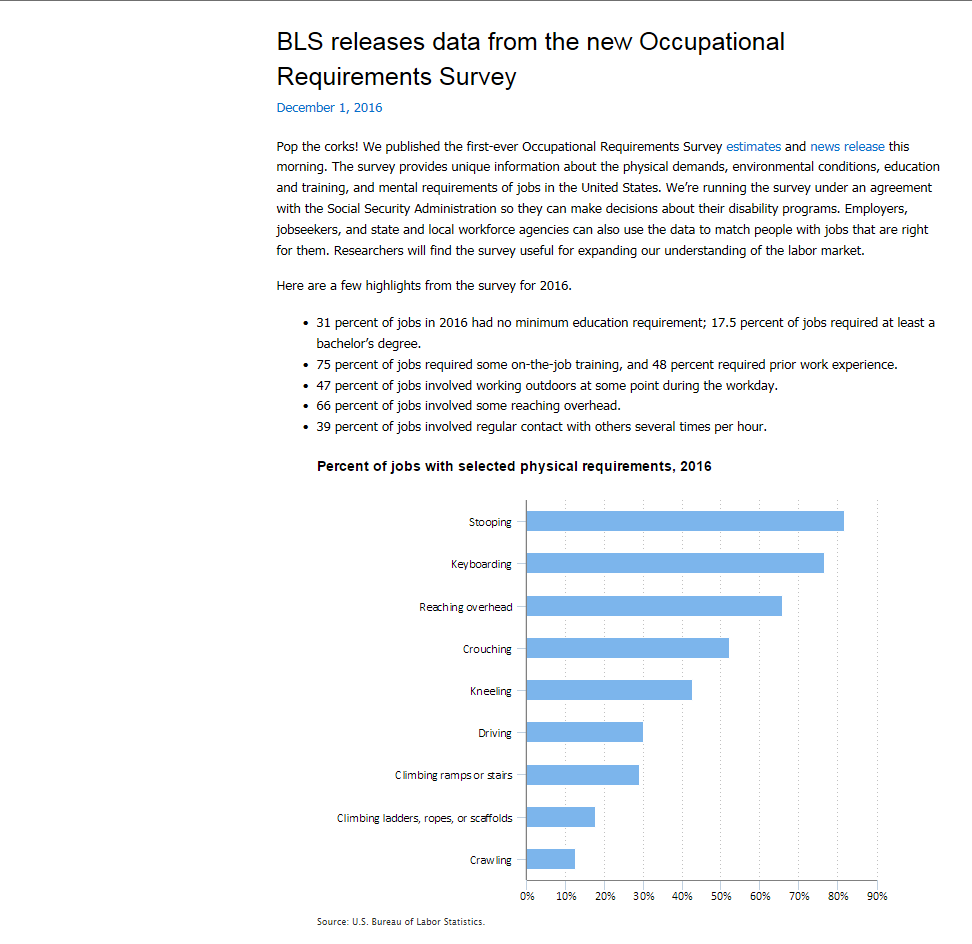 BLS releases data from the new Occupational
Requirements Survey
December 1, 2016
Pop the corks! We published the first-ever Occupational Requirements Survey estimates and news release this
morning. The survey provides unique information about the physical demands, environmental conditions, education
and training, and mental requirements of jobs in the United States. We’re running the survey under an agreement
with the Social Security Administration so they can make decisions about their disability programs. Employers,
jobseekers, and state and local workforce agencies can also use the data to match people with jobs that are right
for them. Researchers will find the survey useful for expanding our understanding of the labor market.
Here are a few highlights from the survey for 2016.
• 31 percent of jobs in 2016 had no minimum education requirement; 17.5 percent of jobs required at least a
bachelor’s degree.
• 75 percent of jobs required some on-the-job training, and 48 percent required prior work experience.
• 47 percent of jobs involved working outdoors at some point during the workday.
• 66 percent of jobs involved some reaching overhead.
• 39 percent of jobs involved regular contact with others several times per hour.
Percent of jobs with selected physical requirements, 2016
Stooping
Keyboarding
Reaching overhead
Crouching
Kneeling
Driving
Climbing ramps or stairs
Climbing ladders, ropes, or scaffolds
Crawling
0% 10% 20% 30% 40% 50% 60% 70% 80% 90%
Source: U.S. Bureau of Labor Statistics.